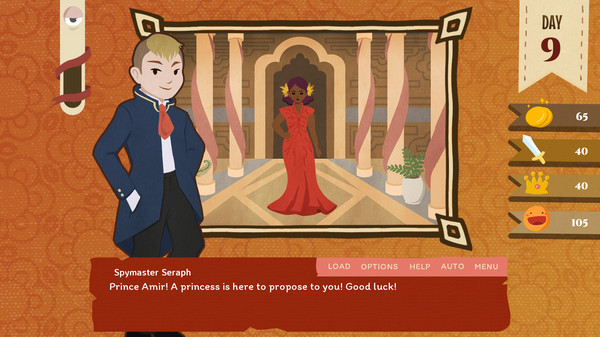 DAY
9
65
40
40
105
LOAD OPTIONS HELP AUTO MENU
Spymaster Seraph
Prince Amir! A princess is here to propose to you! Good luck!